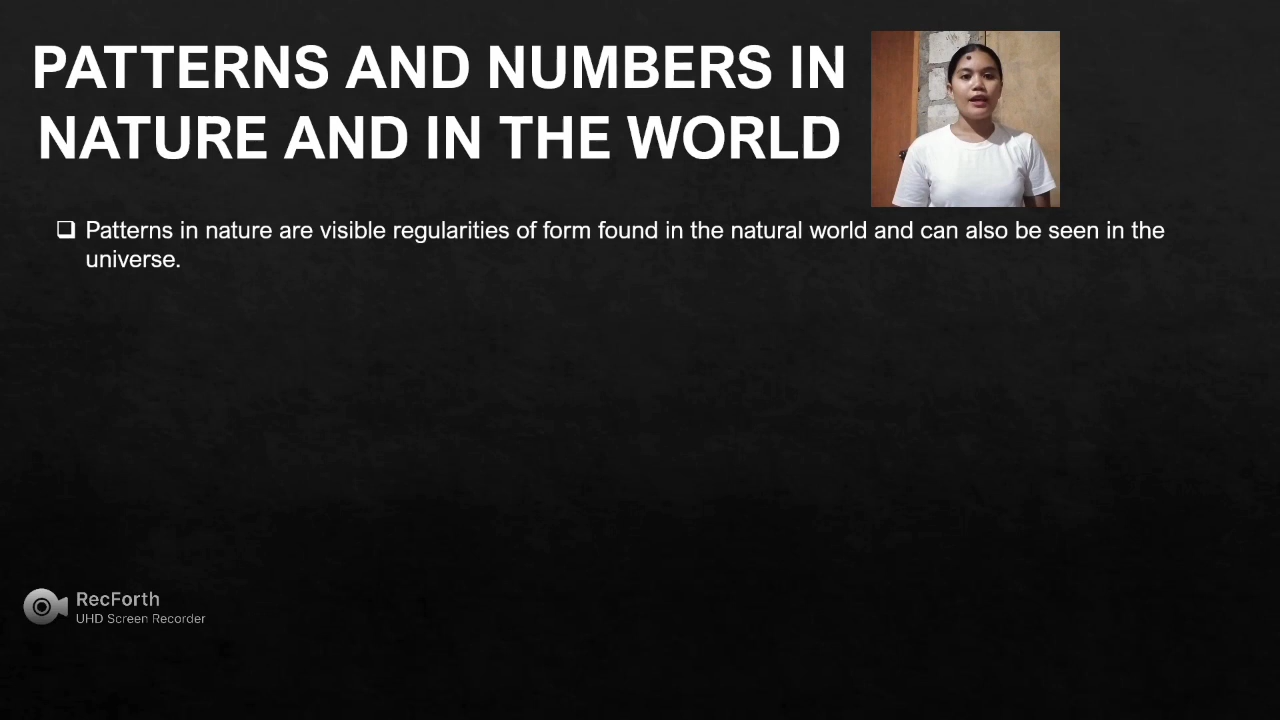 PATTERNS AND NUMBERS IN
NATURE AND IN THE WORLD
❑ Patterns in nature are visible regularities of form found in the natural world and can also be seen in the
universe.
RecForth
UHD Screen Recorder